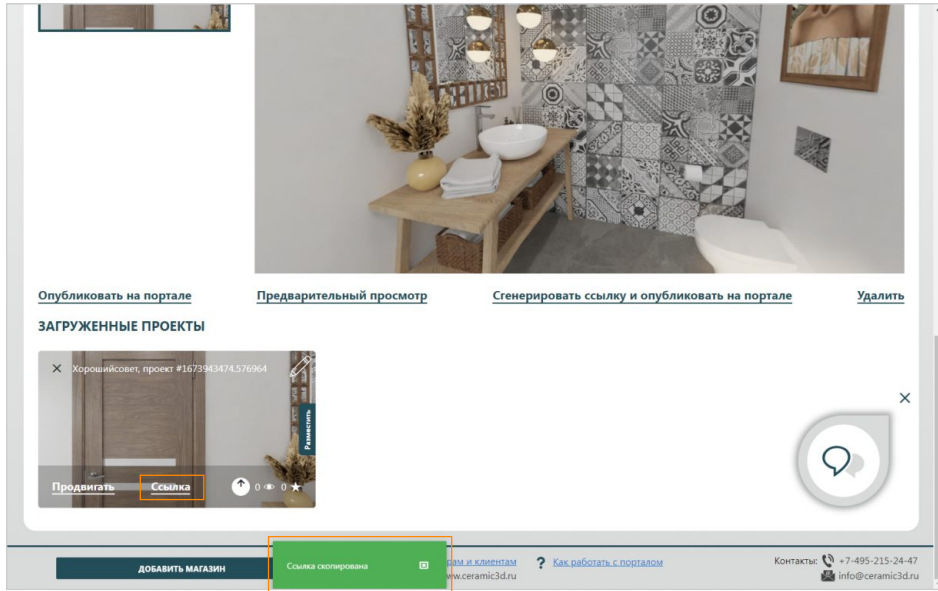 Опубликовать на портале
Предварительный просмотр
Сгенерировать ссылку и опубликовать на портале
Удалить
ЗАГРУЖЕННЫЕ ПРОЕКТЫ
Хорошийсовет, проект #1673943474.576964
Разместить
Продвигать
Ссылка
0
0
ДОБАВИТЬ МАГАЗИН
Ссылка скопирована
и клиентам
ww.ceramic3d.ru
? Как работать с порталом
Контакты: +7-495-215-24-47
info@ceramic3d.ru